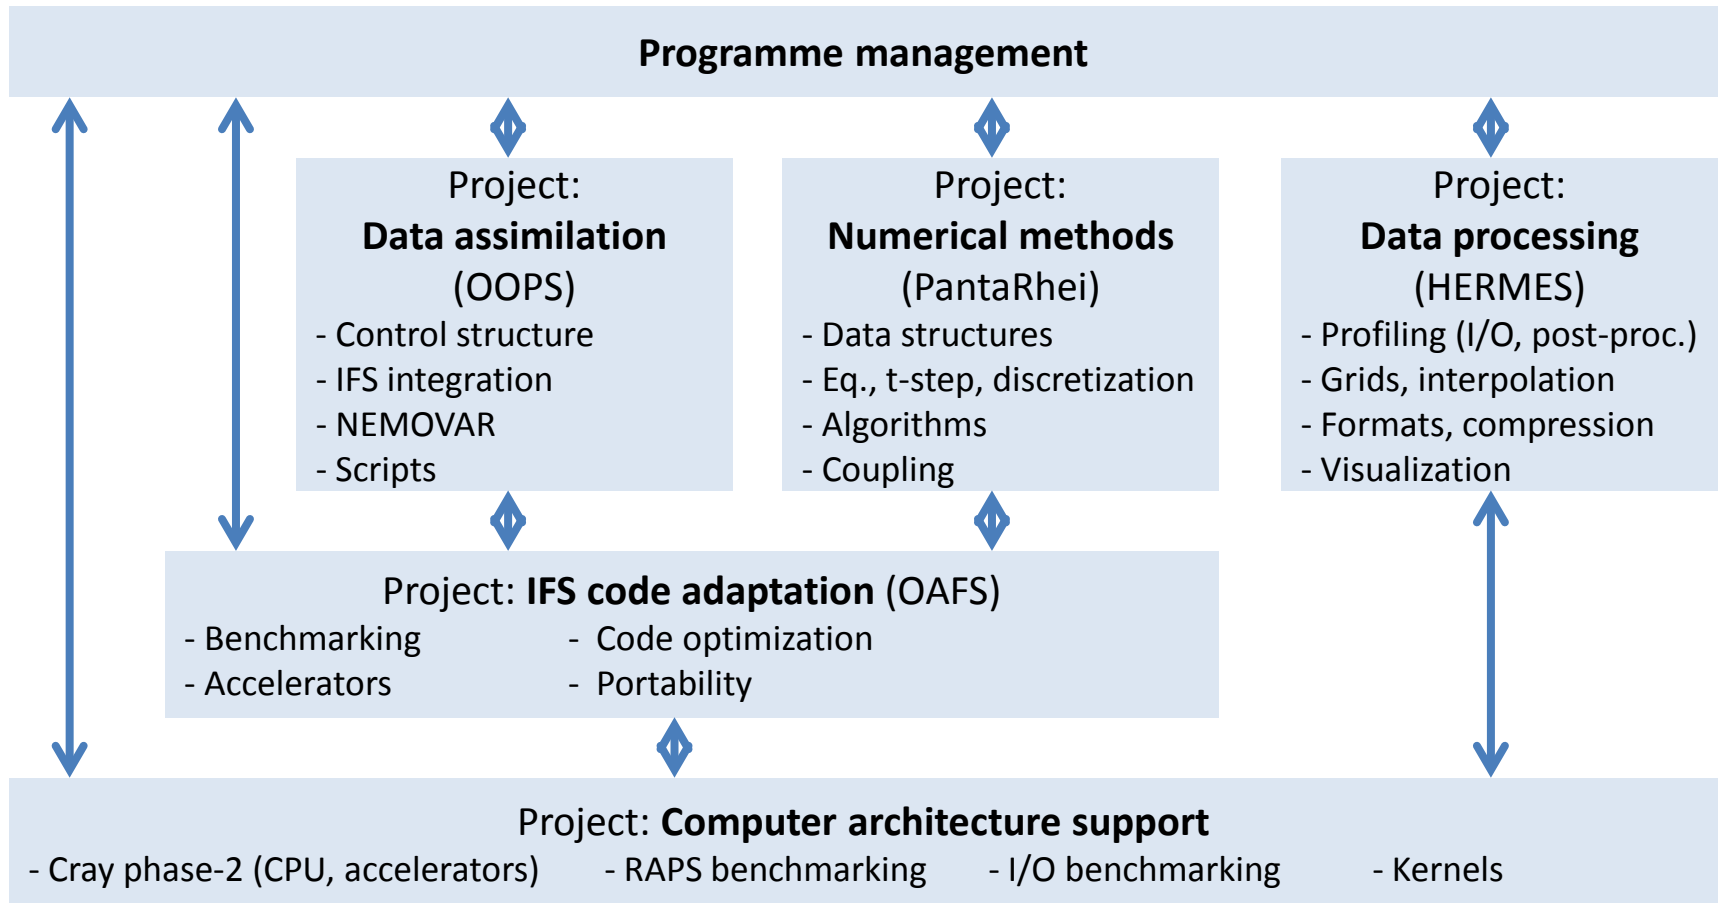 Programme management
Project:
Data assimilation
(OOPS)
- Control structure
- IFS integration
- NEMOVAR
- Scripts
Project:
Numerical methods
(PantaRhei)
- Data structures
- Eq., t-step, discretization
- Algorithms
- Coupling
Project:
Data processing
(HERMES)
- Profiling (I/O, post-proc.)
- Grids, interpolation
- Formats, compression
- Visualization
Project: IFS code adaptation (OAFS)
- Benchmarking - Code optimization
- Accelerators - Portability
Project: Computer architecture support
- Cray phase-2 (CPU, accelerators) - RAPS benchmarking - I/O benchmarking - Kernels